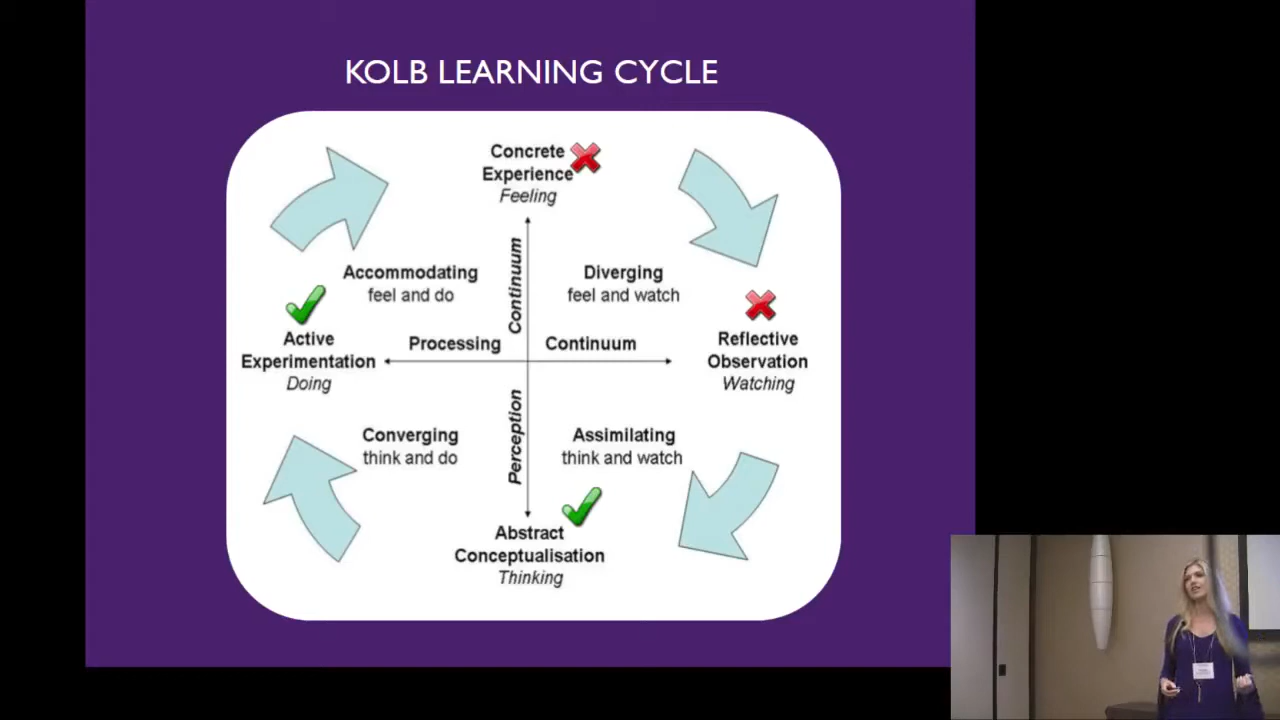 KOLB LEARNING CYCLE
Concrete
Experience
Feeling
Accommodating
feel and do
Continuum
Diverging
feel and watch
Active
Experimentation
Doing
Processing
Continuum
Reflective
Observation
Watching
Converging
think and do
Perception
Assimilating
think and watch
Abstract
Conceptualisation
Thinking